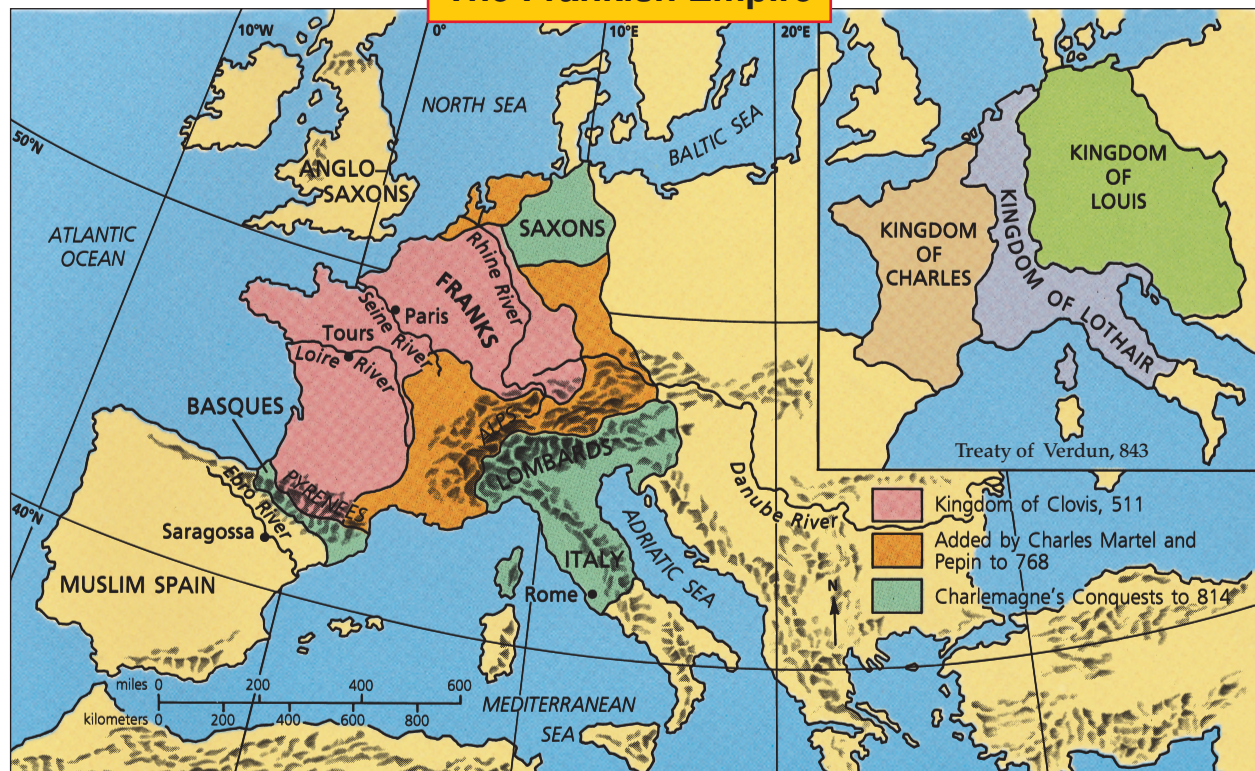 The Frankish Empire
10°W
0°
10°E
20°E
50°N
40°N
NORTH SEA
BALTIC SEA
ATLANTIC
OCEAN
ANGLO-
SAXONS
SAXONS
Rhine River
FRANKS
Seine River
Paris
Tours
Loire River
BASQUES
ALPS
LOMBARDS
PYRENEES
Ebro River
Saragossa
MUSLIM SPAIN
ITALY
Rome
ADRIATIC SEA
Danube River
MEDITERRANEAN
SEA
miles 0 200 400 600
kilometers 0 200 400 600 800
N
KINGDOM
OF
CHARLES
KINGDOM OF LOTHAIR
KINGDOM
OF
LOUIS
Treaty of Verdun, 843
Kingdom of Clovis, 511
Added by Charles Martel and
Pepin to 768
Charlemagne's Conquests to 814